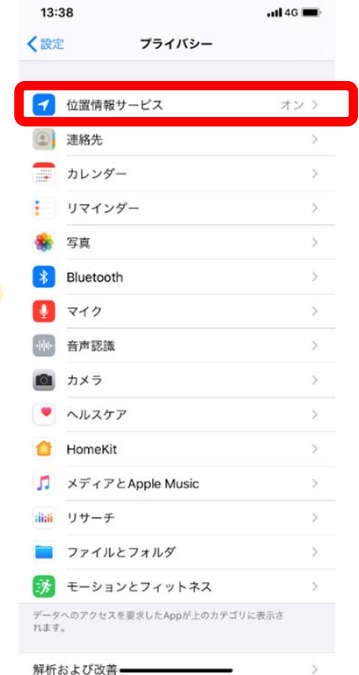 13:38 4G
設定 プライバシー
位置情報サービス オン
連絡先
カレンダー
リマインダー
写真
Bluetooth
マイク
音声認識
カメラ
ヘルスケア
HomeKit
メディアとApple Music
リサーチ
ファイルとフォルダ
モーションとフィットネス
データへのアクセスを要求したAppが上のカテゴリに表示さ
れます。
解析および改善